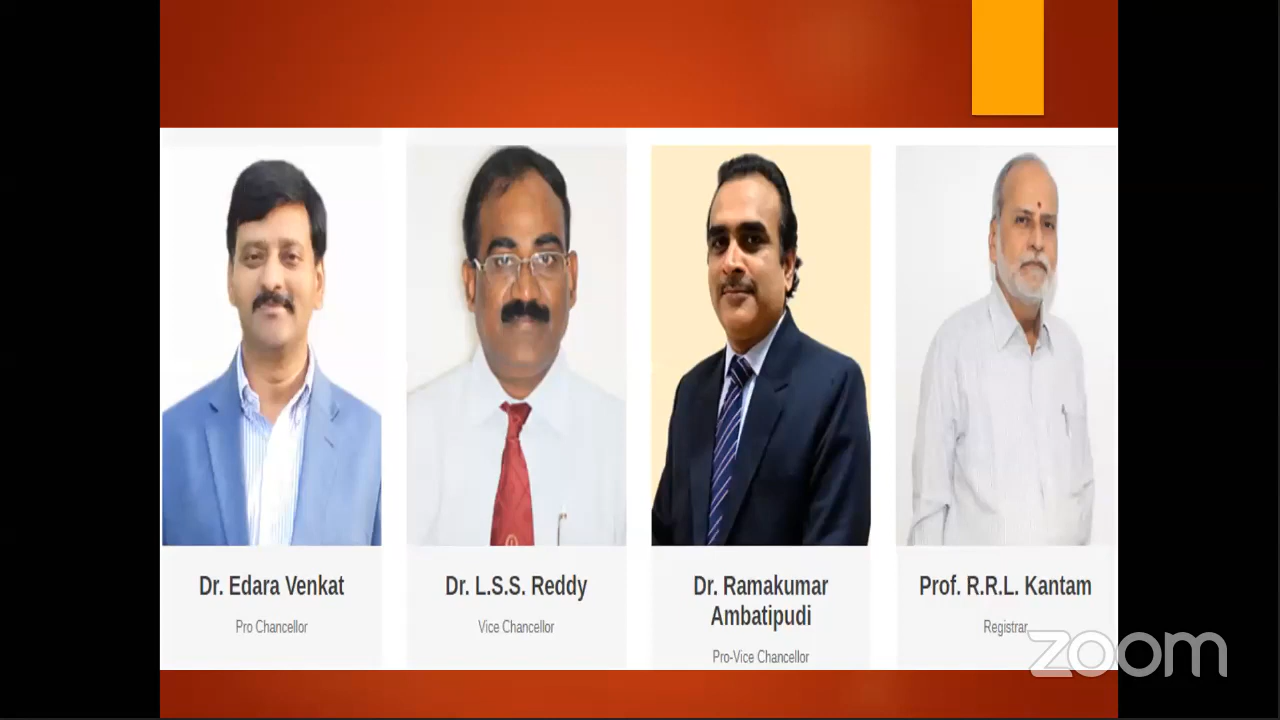 Dr. Edara Venkat
Pro Chancellor
Dr. L.S.S. Reddy
Vice Chancellor
Dr. Ramakumar
Ambatipudi
Pro-Vice Chancellor
Prof. R.R.L. Kantam
Registrar
zoom